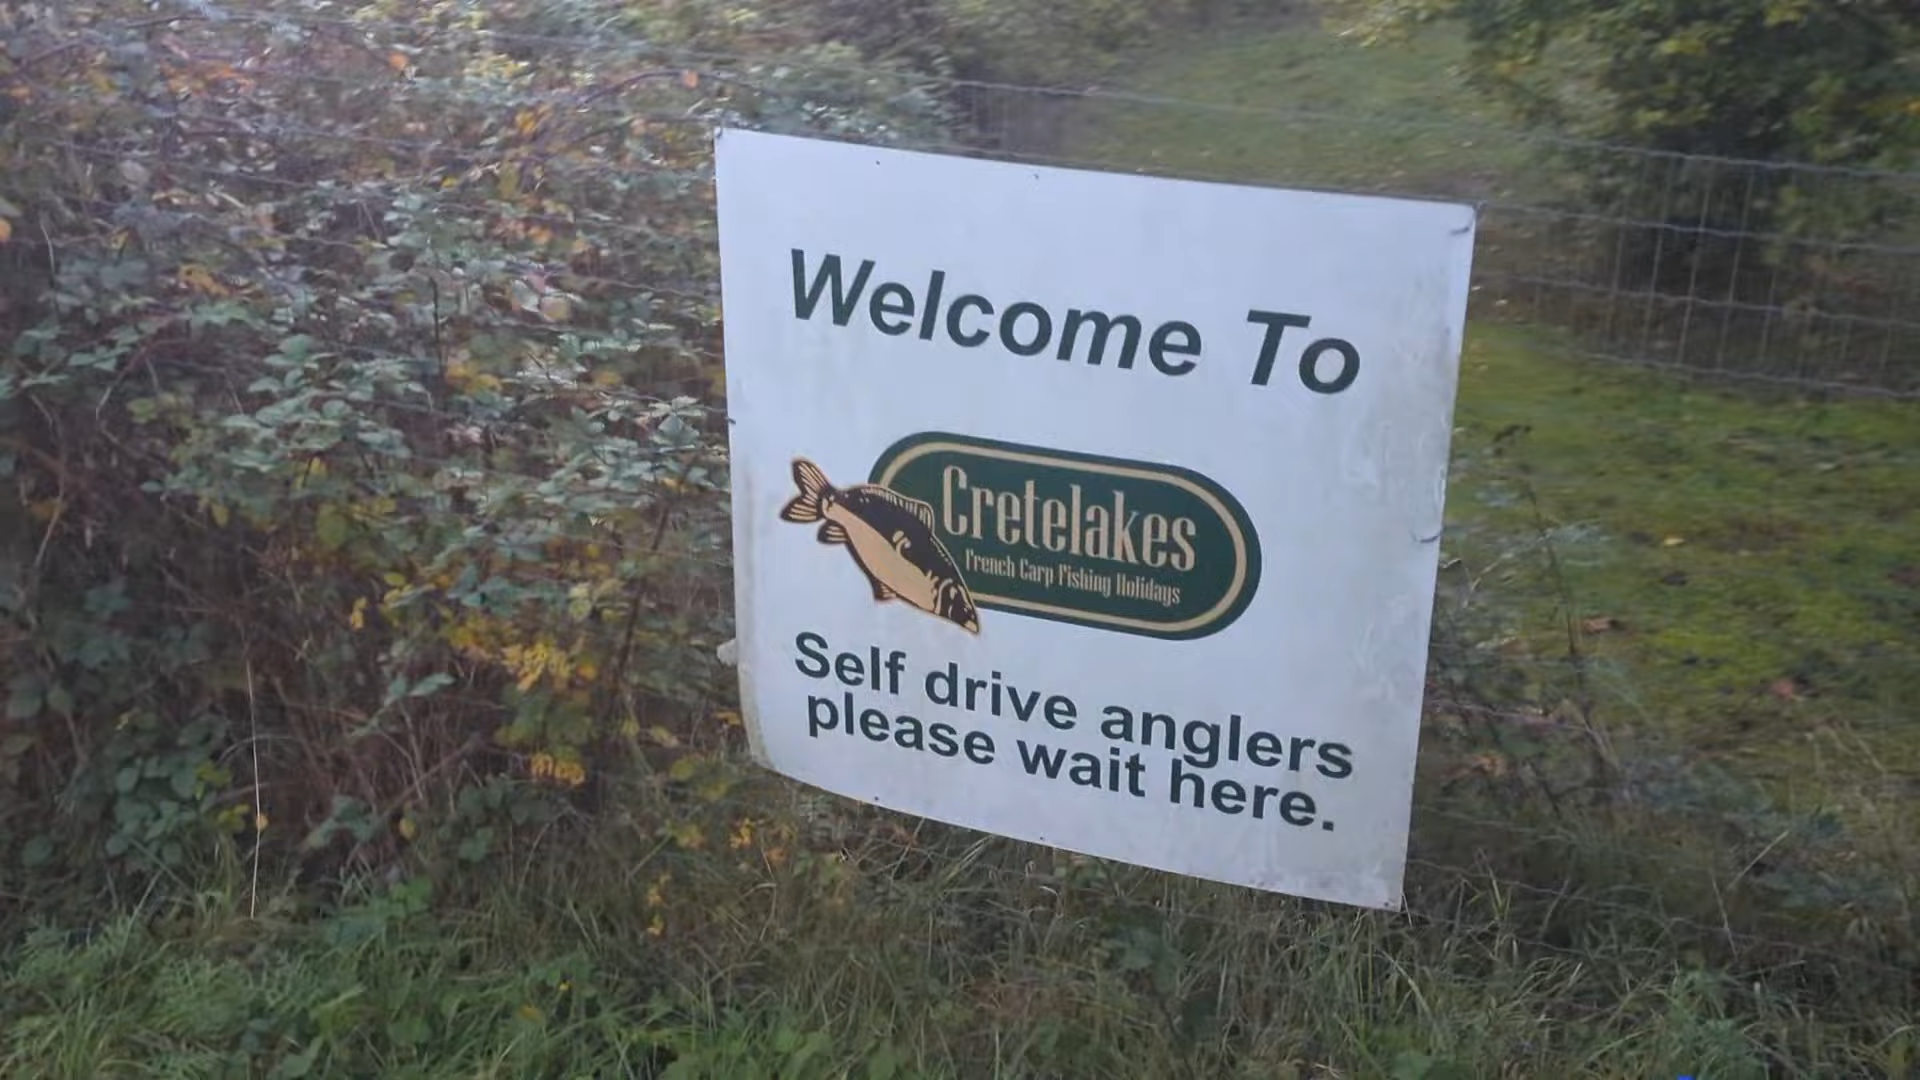 Welcome To
Cretelakes
French Carp Fishing Holidays
Self drive anglers
please wait here.